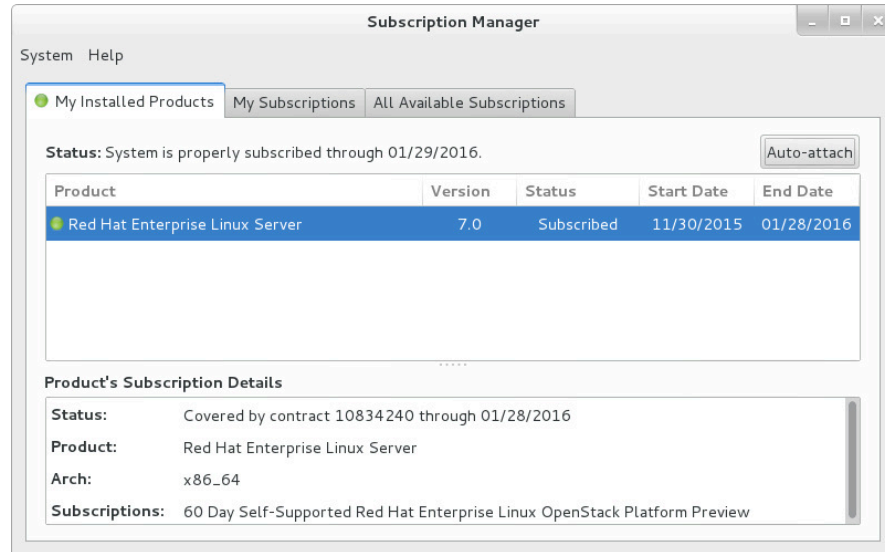 Subscription Manager
System Help
My Installed Products My Subscriptions All Available Subscriptions
Status: System is properly subscribed through 01/29/2016. Auto-attach
Product Version Status Start Date End Date
Red Hat Enterprise Linux Server 7.0 Subscribed 11/30/2015 01/28/2016
Product's Subscription Details
Status: Covered by contract 10834240 through 01/28/2016
Product: Red Hat Enterprise Linux Server
Arch: x86_64
Subscriptions: 60 Day Self-Supported Red Hat Enterprise Linux OpenStack Platform Preview